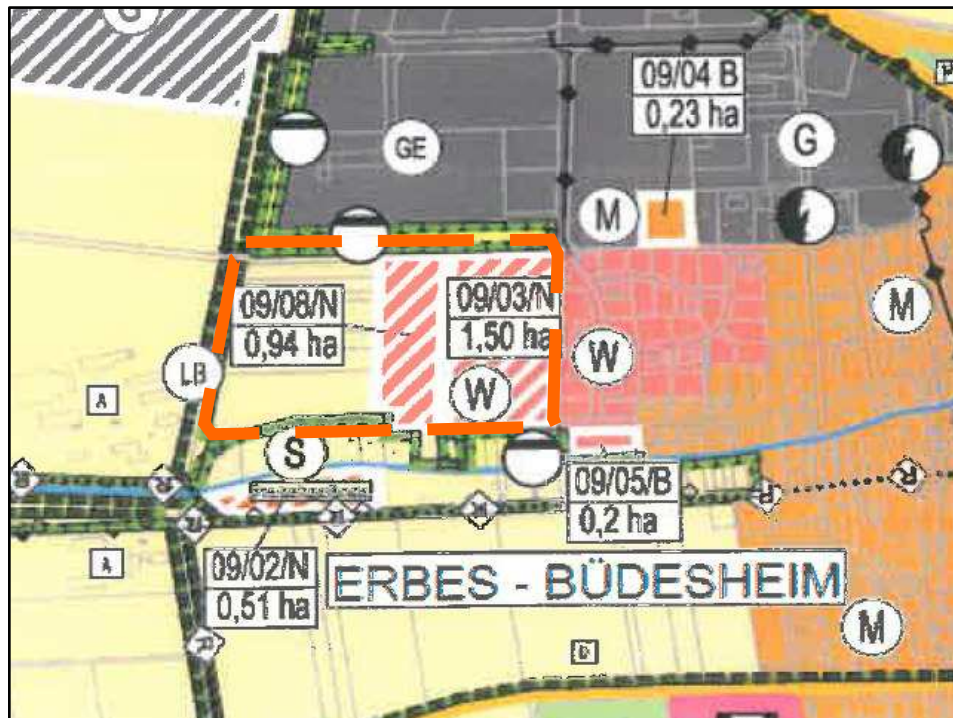 G
09/04 B
0,23 ha
GE
G
M
09/08/N
0,94 ha
09/03/N
1,50 ha
M
LB
W
W
A
S
09/05/B
0,2 ha
R
R
R
A
09/02/N
0,51 ha
ERBES - BÜDESHEIM
M
D